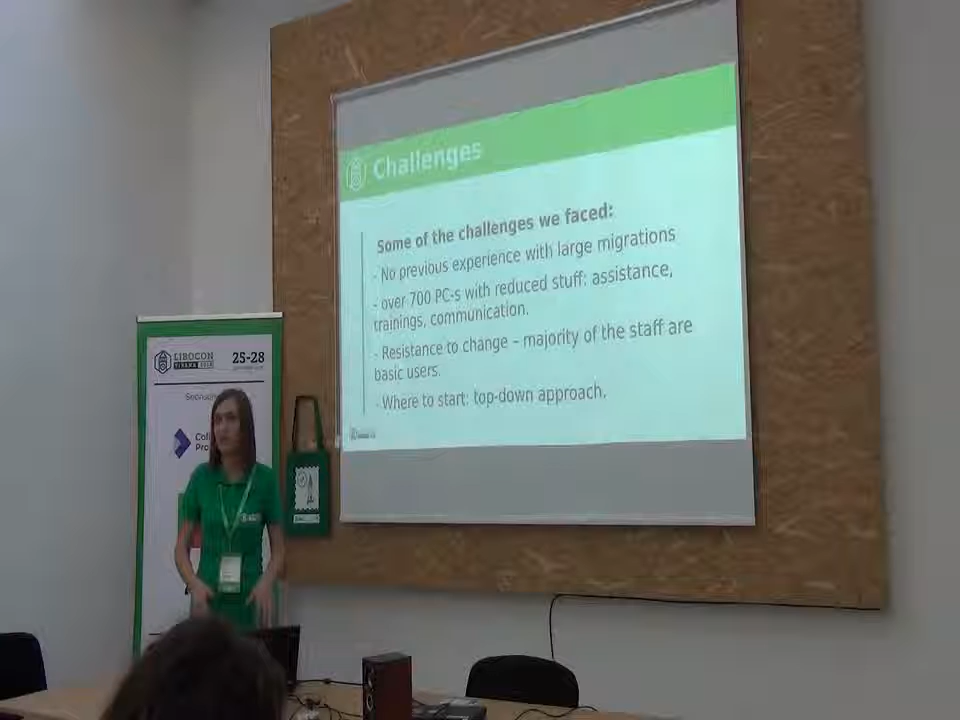 Challenges
Some of the challenges we faced:
- No previous experience with large migrations
- over 700 PC-s with reduced stuff: assistance,
trainings, communication.
- Resistance to change – majority of the staff are
basic users.
- Where to start: top-down approach.
LIBOCON
25-28